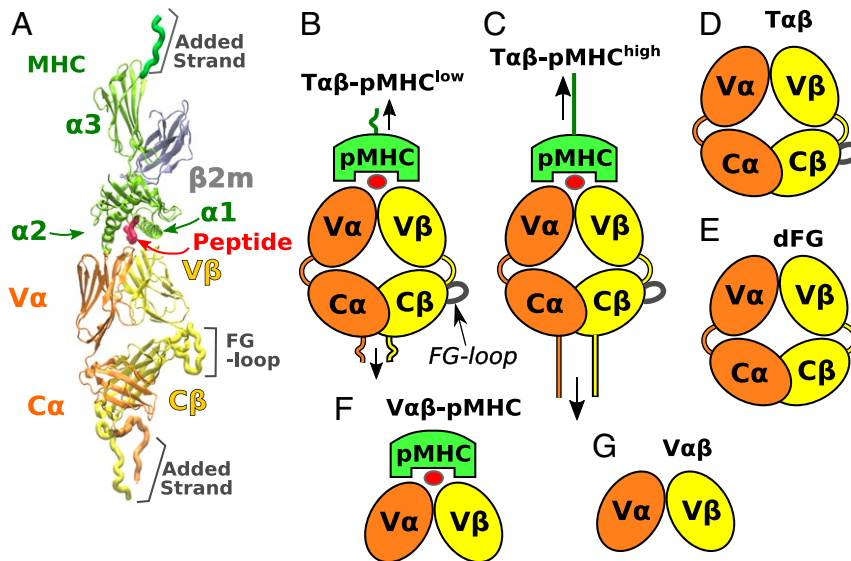 A
Added
Strand
MHC
α3
β2m
α2
α1
Peptide
Vα
Vβ
FG
-loop
Cα
Cβ
Added
Strand
B
Tαβ-pMHClow
pMHC
Vα
Vβ
Cα
Cβ
FG-loop
C
Tαβ-pMHChigh
pMHC
Vα
Vβ
Cα
Cβ
D
Tαβ
Vα
Vβ
Cα
Cβ
E
dFG
Vα
Vβ
Cα
Cβ
F
Vαβ-pMHC
pMHC
Vα
Vβ
G
Vαβ
Vα
Vβ